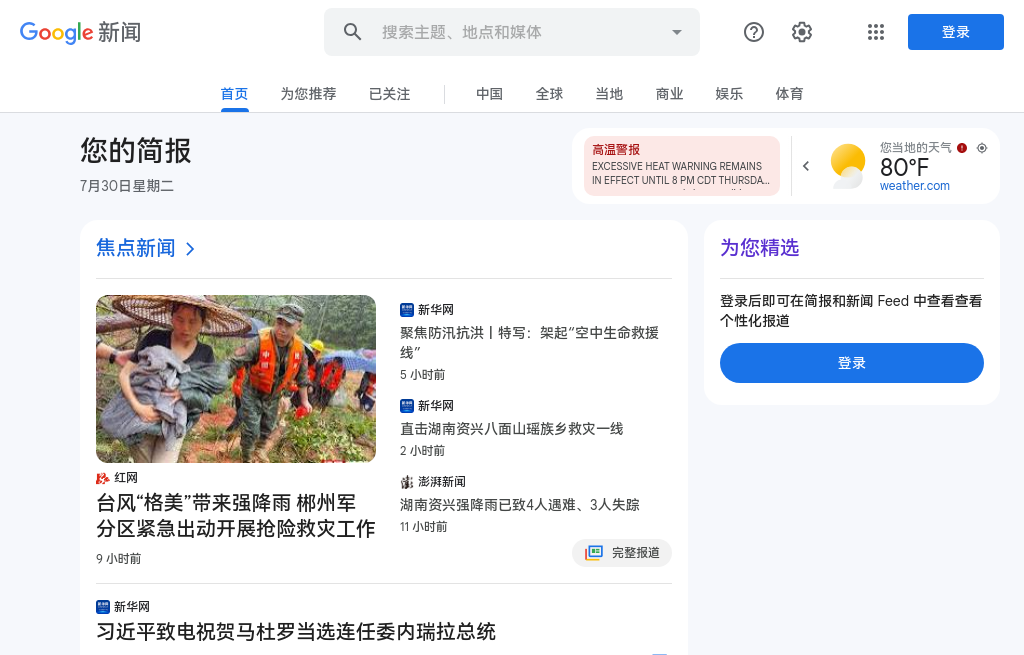 Google 新闻
搜索主题、地点和媒体
登录
首页
为您推荐
已关注
中国
全球
当地
商业
娱乐
体育
您的简报
7月30日星期二
高温警报
EXCESSIVE HEAT WARNING REMAINS
IN EFFECT UNTIL 8 PM CDT THURSDA...
您当地的天气
80°F
weather.com
焦点新闻
红网
台风“格美”带来强降雨 郴州军
分区紧急出动开展抢险救灾工作
9 小时前
新华网
聚焦防汛抗洪丨特写：架起“空中生命救援
线”
5 小时前
新华网
直击湖南资兴八面山瑶族乡救灾一线
2 小时前
澎湃新闻
湖南资兴强降雨已致4人遇难、3人失踪
11 小时前
完整报道
新华网
习近平致电祝贺马杜罗当选连任委内瑞拉总统
为您精选
登录后即可在简报和新闻 Feed 中查看查看
个性化报道
登录